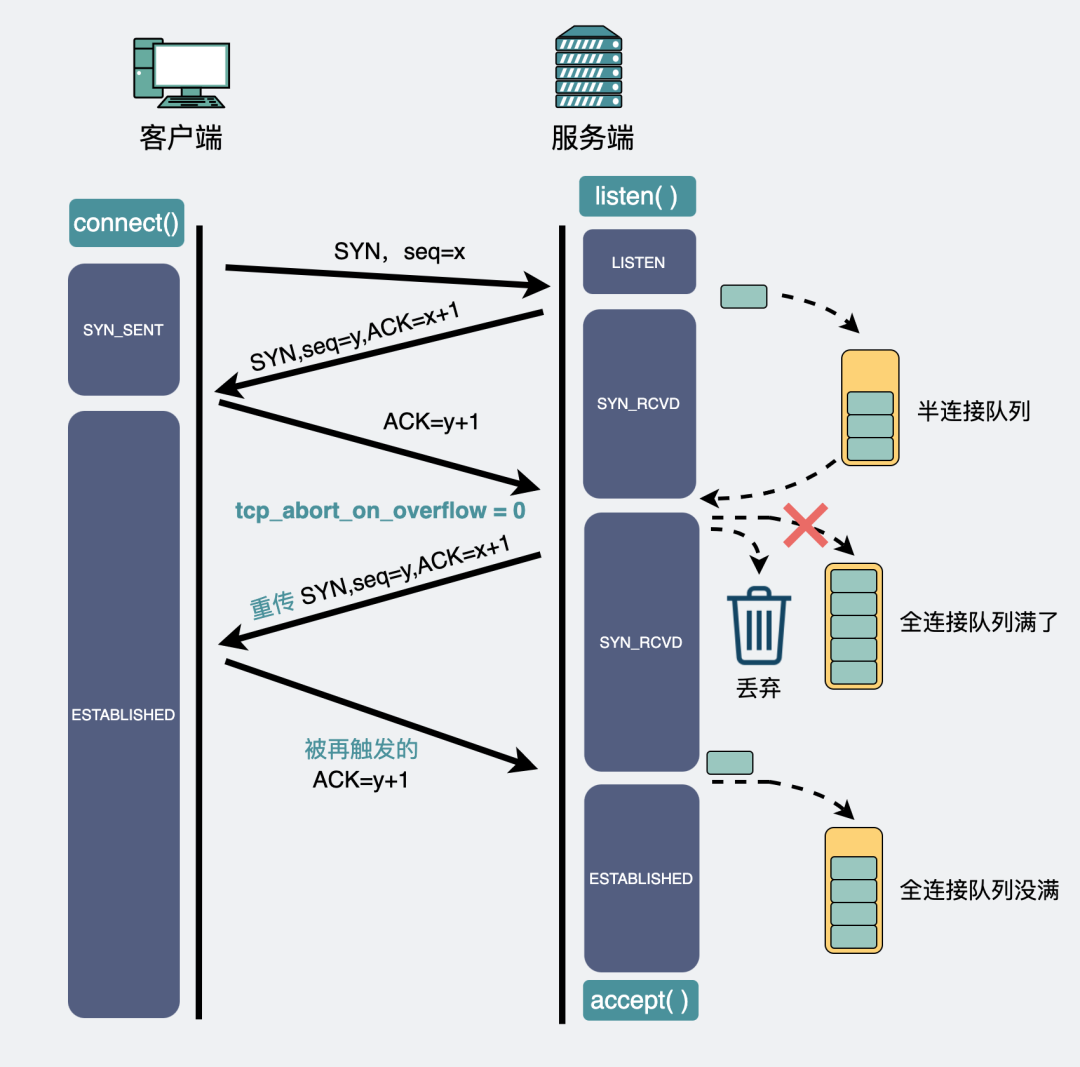 客户端
服务端
connect()
listen( )
SYN，seq=x
LISTEN
SYN_SENT
SYN,seq=y,ACK=x+1
SYN_RCVD
半连接队列
ACK=y+1
tcp_abort_on_overflow = 0
重传 SYN,seq=y,ACK=x+1
SYN_RCVD
全连接队列满了
丢弃
ESTABLISHED
被再触发的
ACK=y+1
ESTABLISHED
全连接队列没满
accept( )